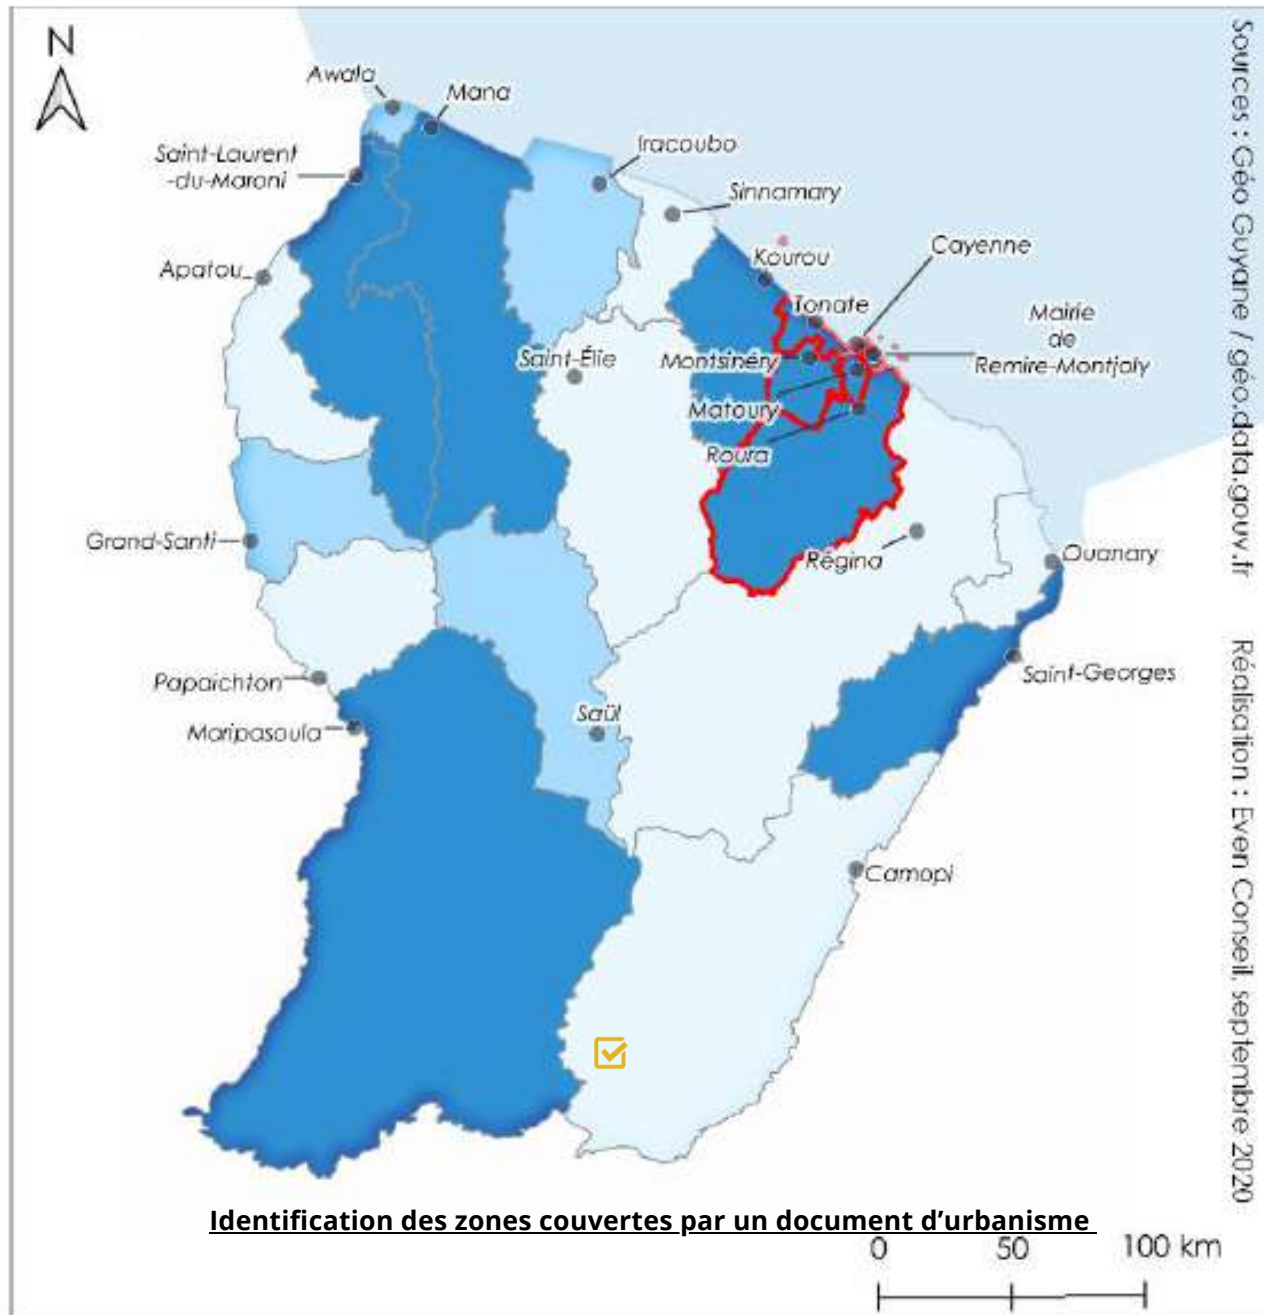 N
Awala
Mana
Iracoubo
Saint-Laurent
-du-Maroni
Sinnamary
Cayenne
Kourou
Apatou
Tonate
Mairie
de
Remire-Montjoly
Saint-Élie
Montsinéry
Matoury
Roura
Grand-Santi
Régina
Ouanary
Papaichton
Saint-Georges
Maripasoula
Saül
Camopi
Identification des zones couvertes par un document d’urbanisme
0 50 100 km
Sources : Géo Guyane / géo.data.gouv.fr
Réalisation : Even Conseil, septembre 2020